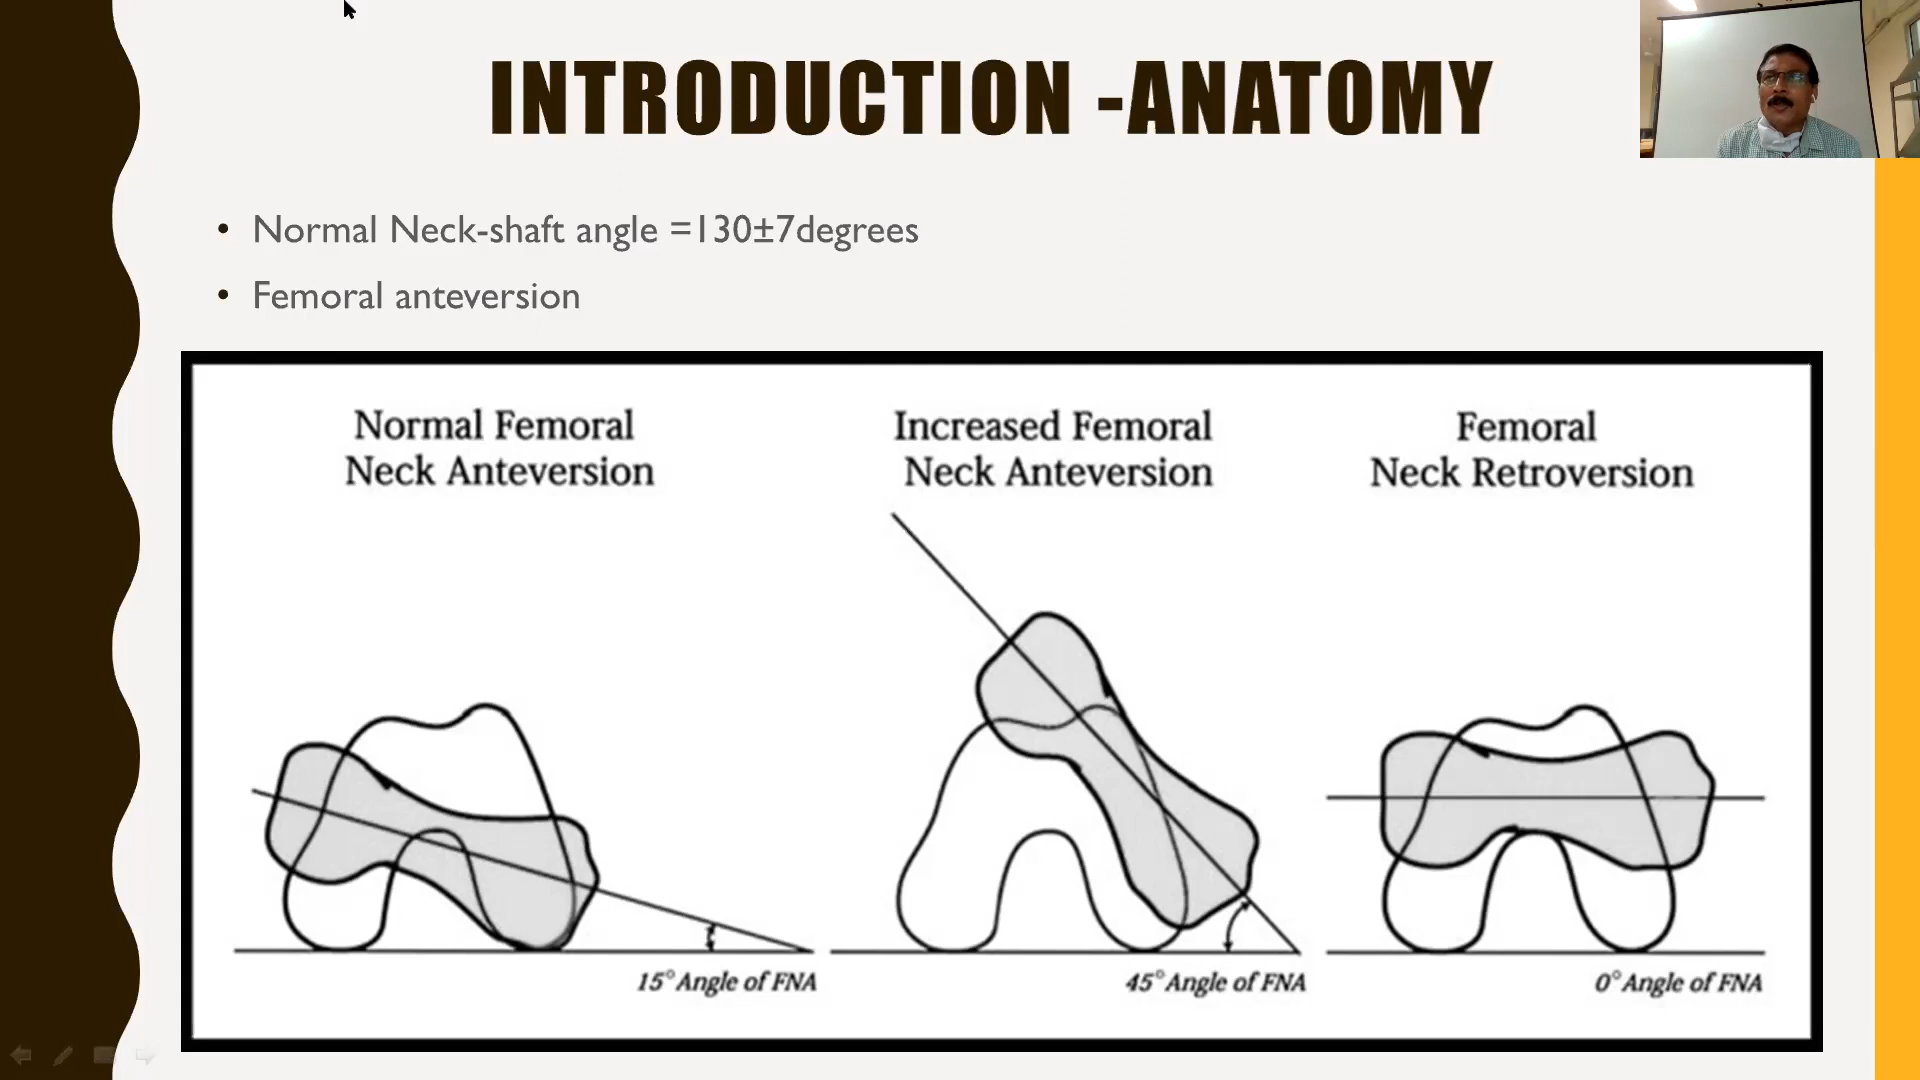 INTRODUCTION -ANATOMY
• Normal Neck-shaft angle =130±7degrees
• Femoral anteversion
Normal Femoral
Neck Anteversion
Increased Femoral
Neck Anteversion
Femoral
Neck Retroversion
15° Angle of FNA
45° Angle of FNA
0° Angle of FNA